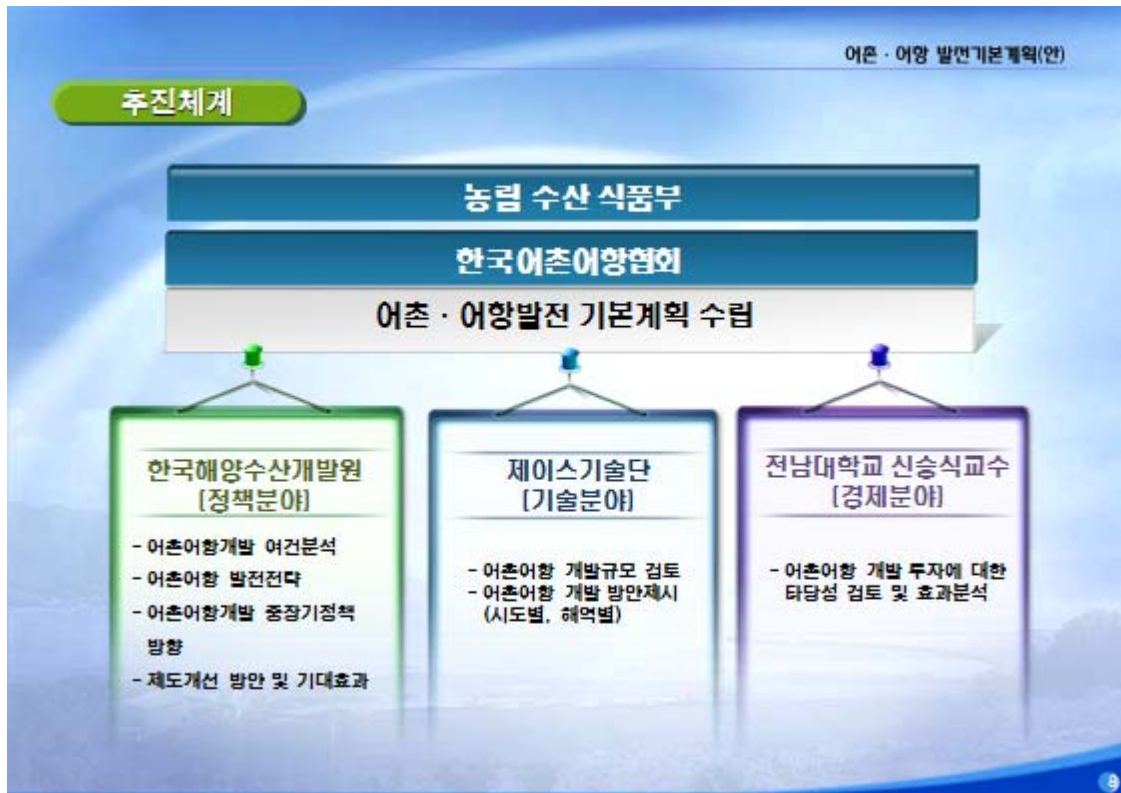 어촌 · 어항 발전기본계획(안)
추진체계
농림 수산 식품부
한국어촌어항협회
어촌 · 어항발전 기본계획 수립
한국해양수산개발원
[정책분야]
- 어촌어항개발 여건분석
- 어촌어항 발전전략
- 어촌어항개발 중장기정책
방향
- 제도개선 방안 및 기대효과
제이스기술단
[기술분야]
- 어촌어항 개발규모 검토
- 어촌어항 개발 방안제시
(시도별, 해역별)
전남대학교 신승식교수
[경제분야]
- 어촌어항 개발 투자에 대한
타당성 검토 및 효과분석